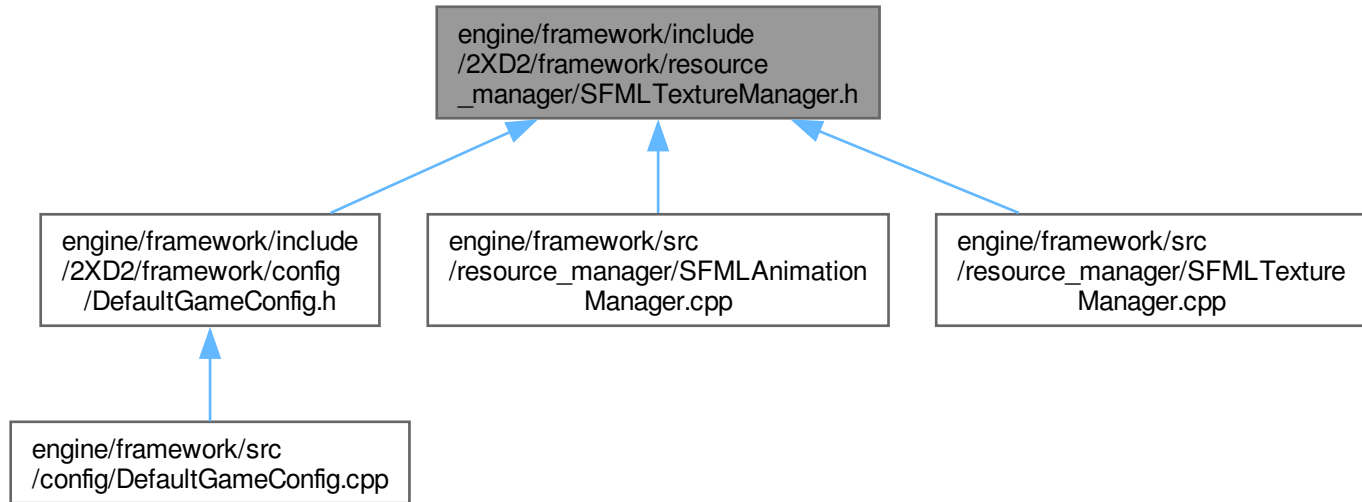 engine/framework/include
/2XD2/framework/resource
_manager/SFMLTextureManager.h
engine/framework/include
/2XD2/framework/config
/DefaultGameConfig.h
engine/framework/src
/resource_manager/SFMLAnimation
Manager.cpp
engine/framework/src
/resource_manager/SFMLTexture
Manager.cpp
engine/framework/src
/config/DefaultGameConfig.cpp